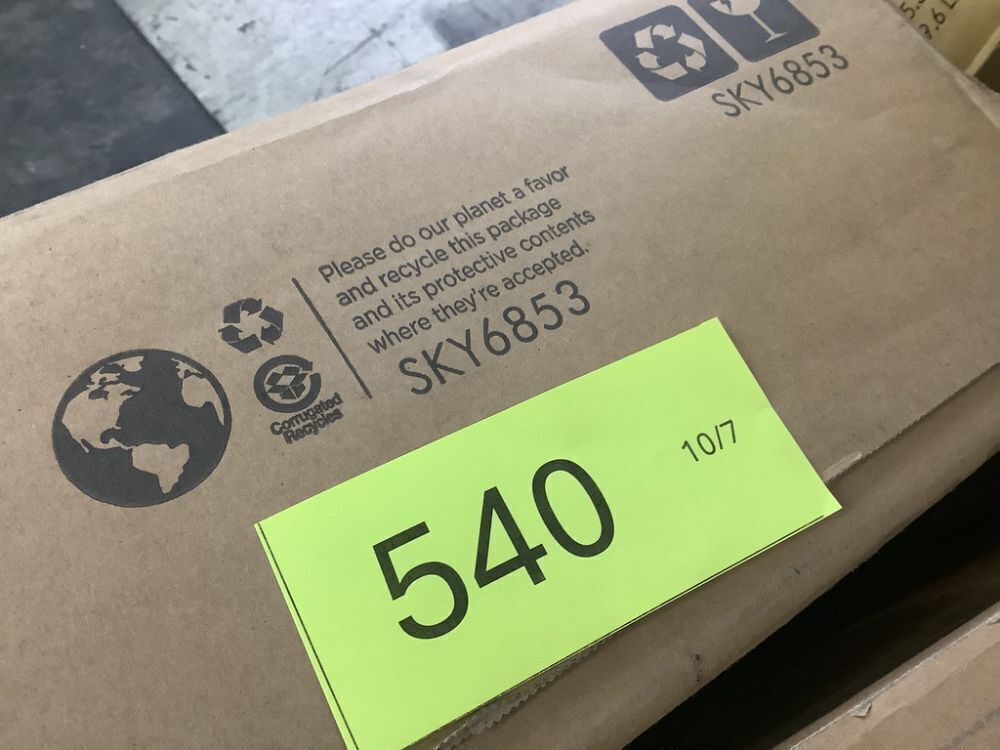 SKY6853
Please do our planet a favor
and recycle this package
and its protective contents
where they're accepted.
SKY6853
Corrugated
Recycles
540
10/7